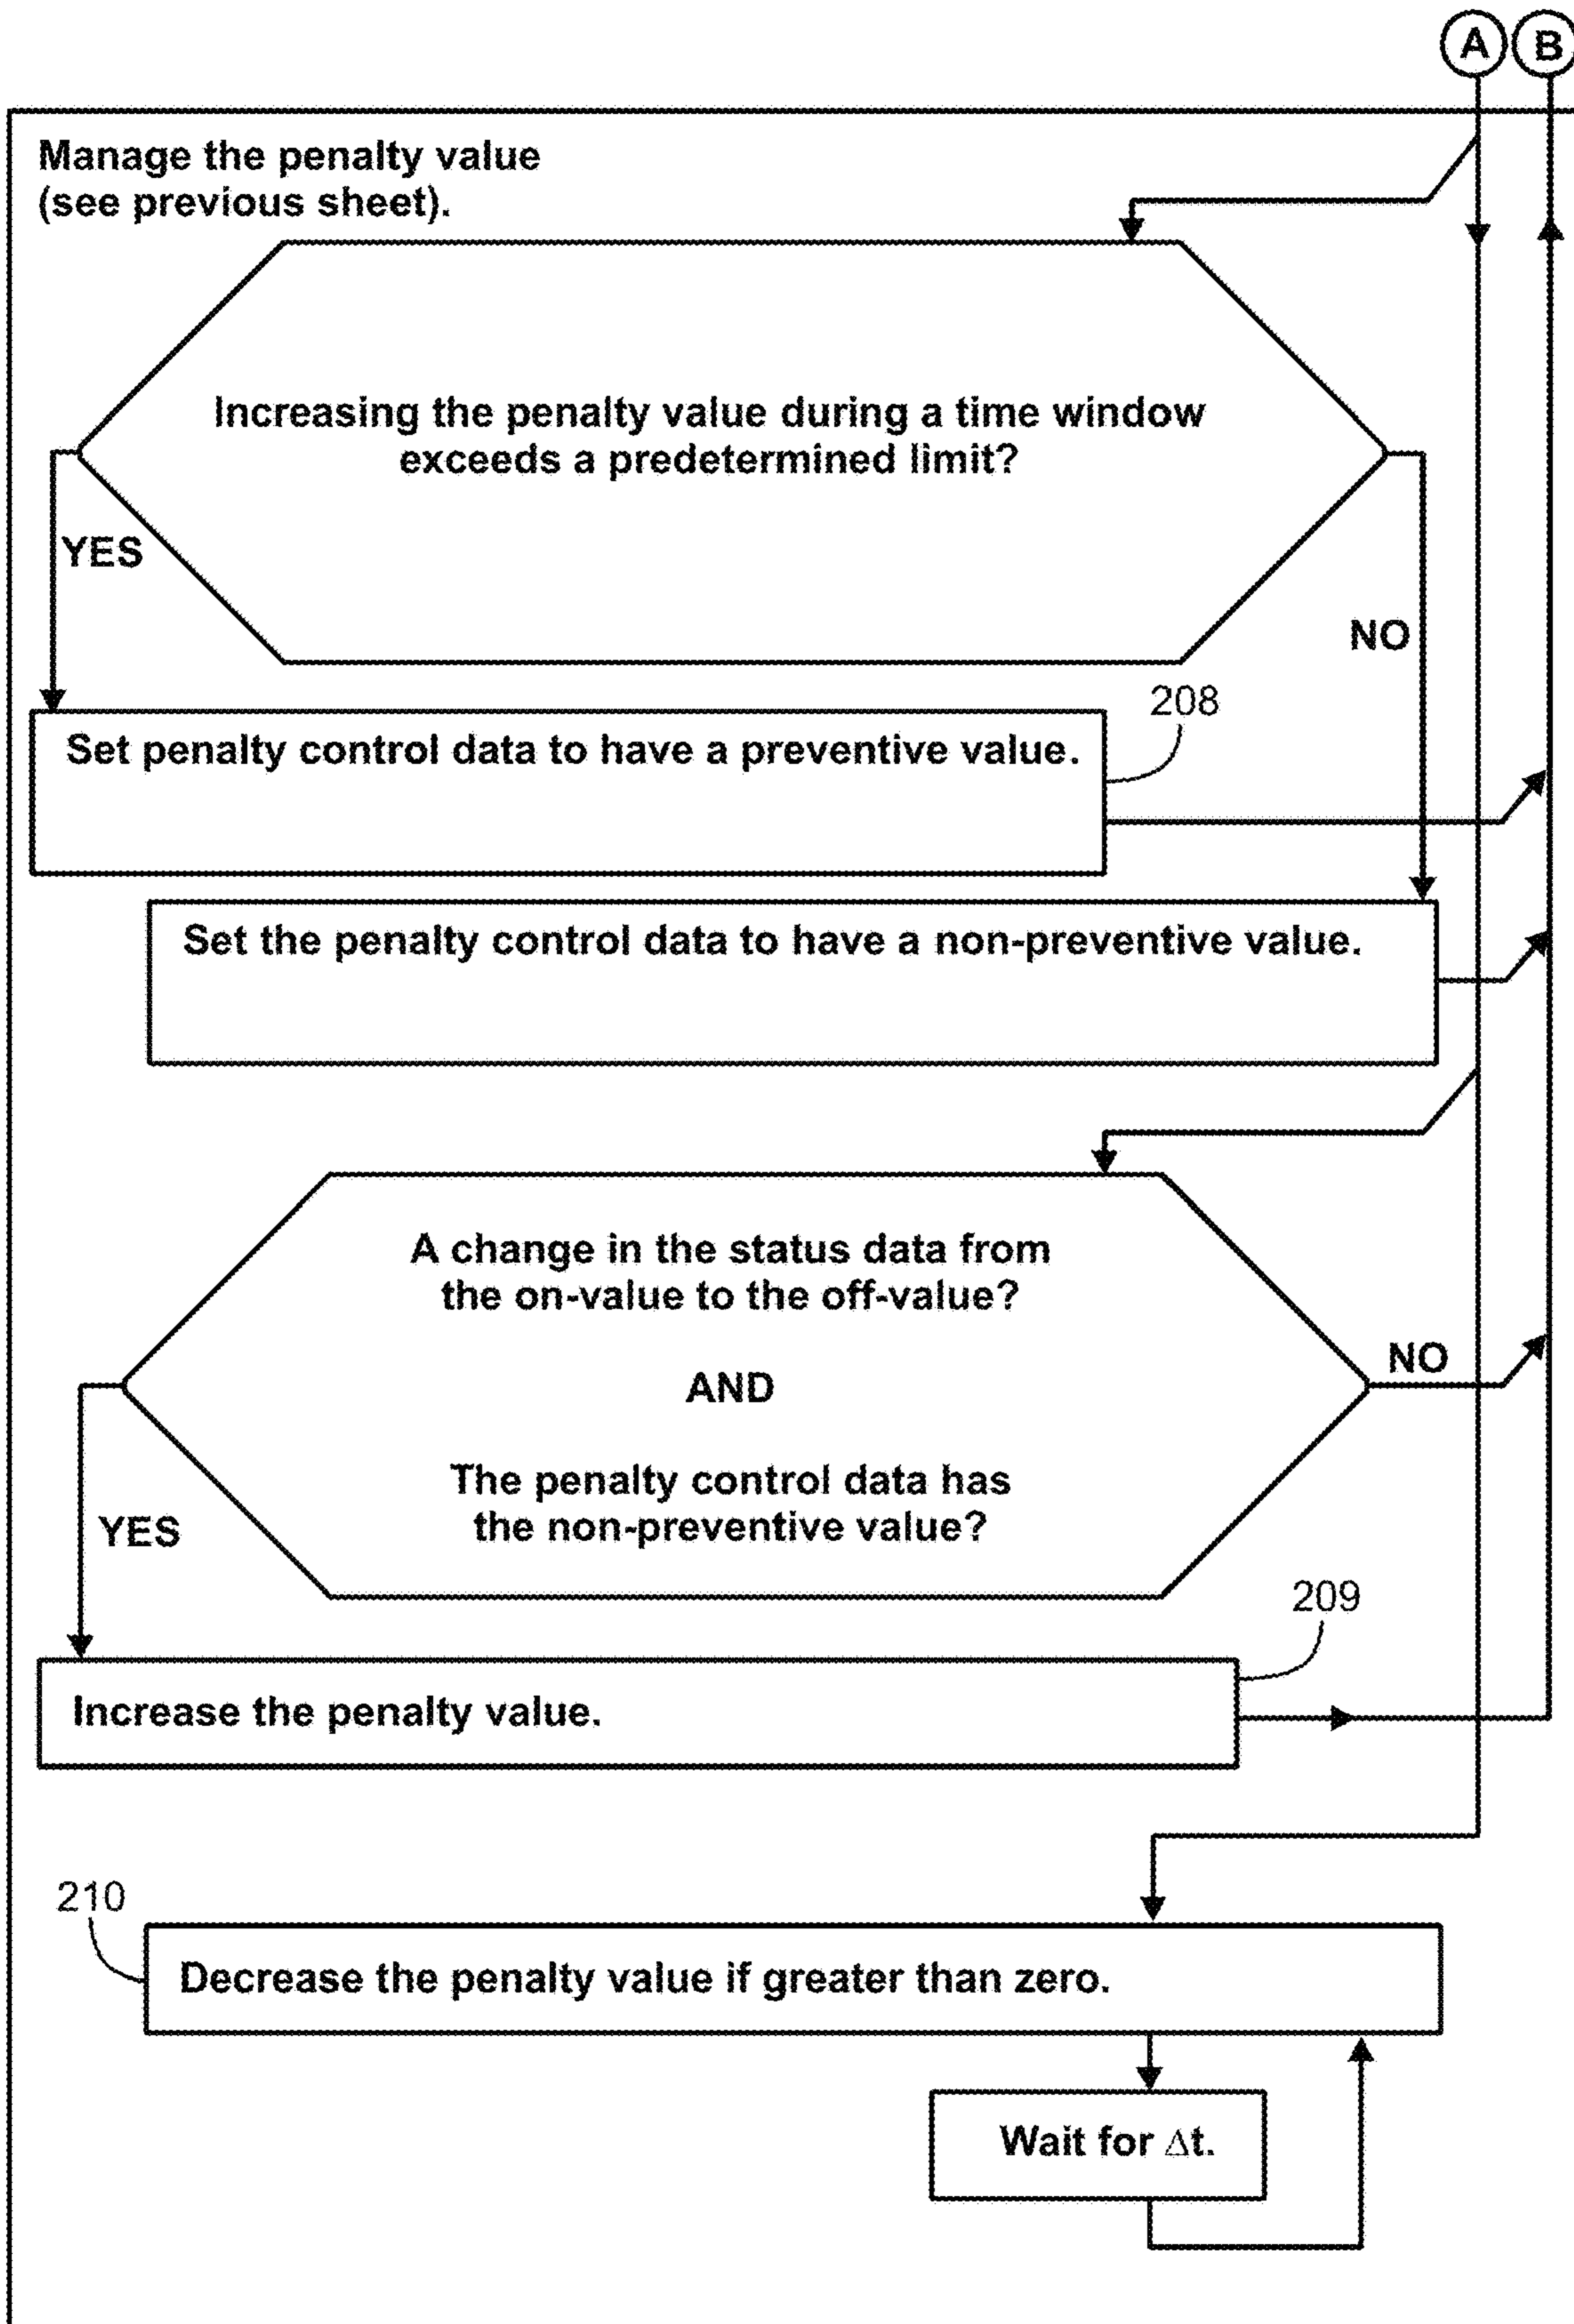 A B
Manage the penalty value
(see previous sheet).
Increasing the penalty value during a time window
exceeds a predetermined limit?
YES
NO
208
Set penalty control data to have a preventive value.
Set the penalty control data to have a non-preventive value.
A change in the status data from
the on-value to the off-value?
NO
AND
The penalty control data has
the non-preventive value?
YES
209
Increase the penalty value.
210
Decrease the penalty value if greater than zero.
Wait for Δt.